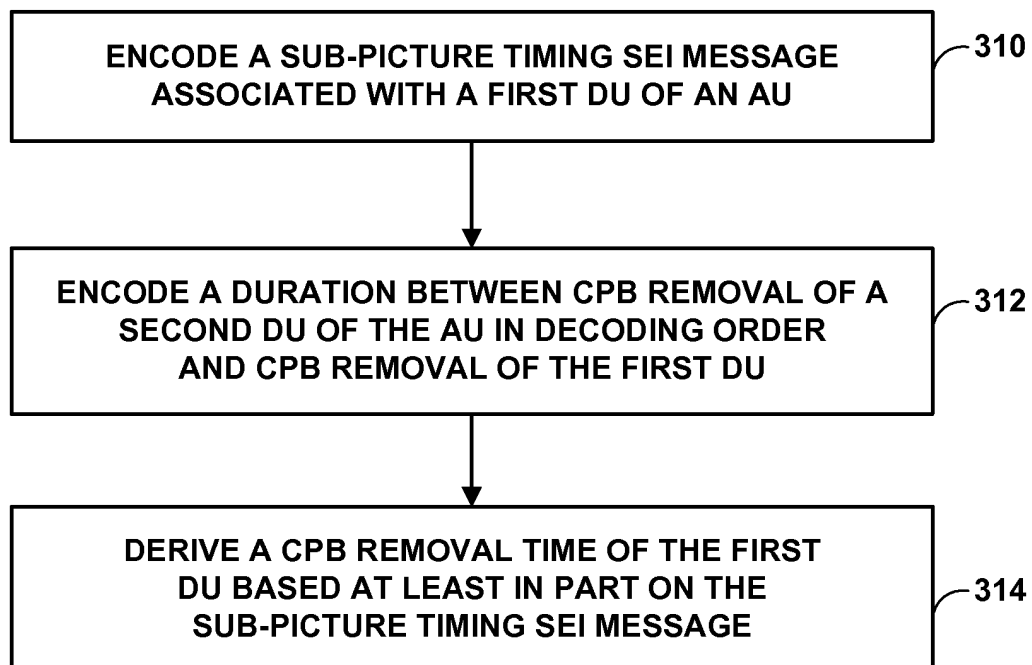 ENCODE A SUB-PICTURE TIMING SEI MESSAGE
ASSOCIATED WITH A FIRST DU OF AN AU
310
ENCODE A DURATION BETWEEN CPB REMOVAL OF A
SECOND DU OF THE AU IN DECODING ORDER
AND CPB REMOVAL OF THE FIRST DU
312
DERIVE A CPB REMOVAL TIME OF THE FIRST
DU BASED AT LEAST IN PART ON THE
SUB-PICTURE TIMING SEI MESSAGE
314